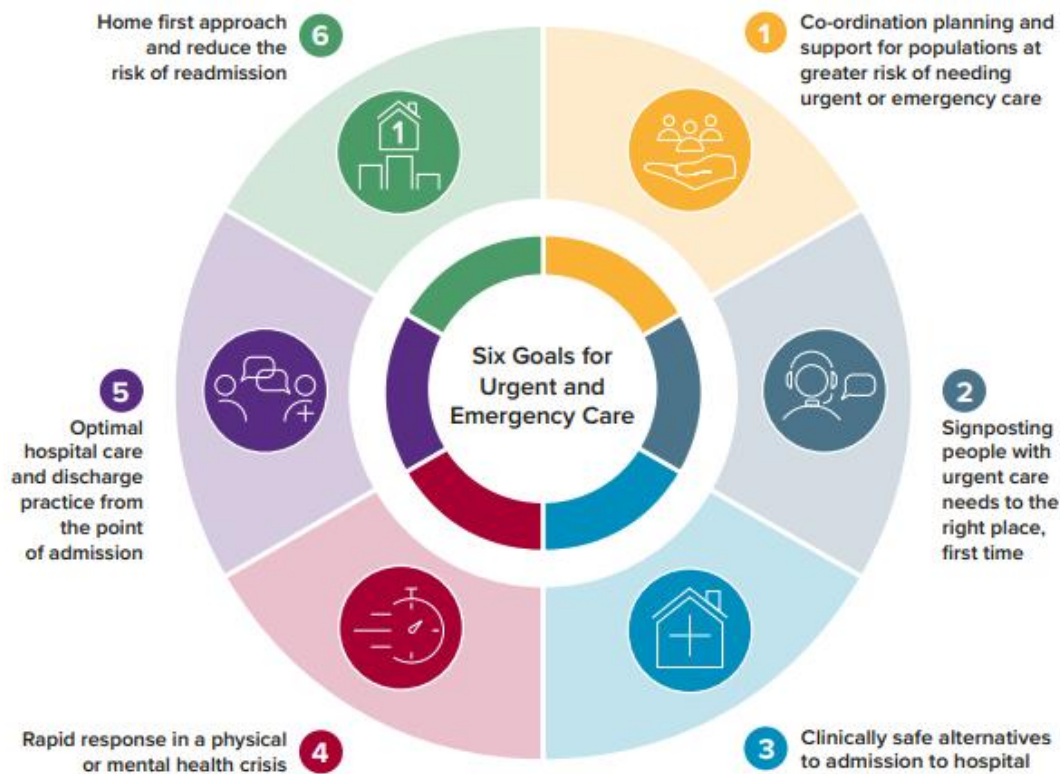 Six Goals for
Urgent and
Emergency Care
1
Co-ordination planning and
support for populations at
greater risk of needing
urgent or emergency care
2
Signposting
people with
urgent care
needs to the
right place,
first time
3
Clinically safe alternatives
to admission to hospital
4
Rapid response in a physical
or mental health crisis
5
Optimal
hospital care
and discharge
practice from
the point
of admission
6
Home first approach
and reduce the
risk of readmission
1